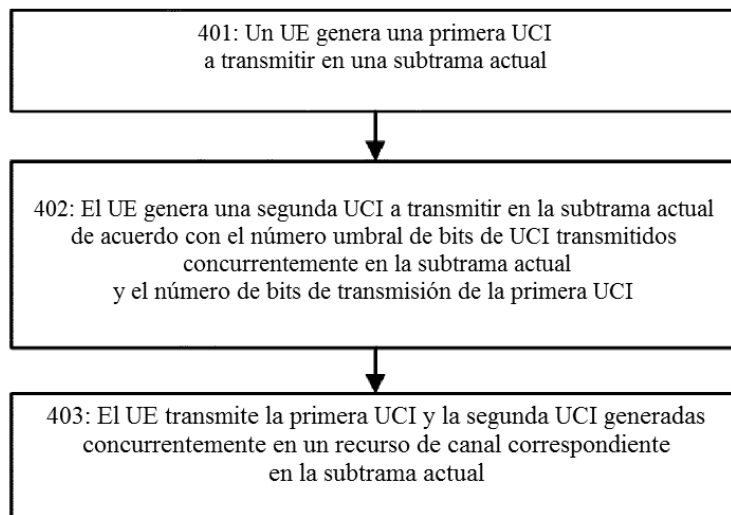 401: Un UE genera una primera UCI
a transmitir en una subtrama actual
402: El UE genera una segunda UCI a transmitir en la subtrama actual
de acuerdo con el número umbral de bits de UCI transmitidos
concurrentemente en la subtrama actual
y el número de bits de transmisión de la primera UCI
403: El UE transmite la primera UCI y la segunda UCI generadas
concurrentemente en un recurso de canal correspondiente
en la subtrama actual